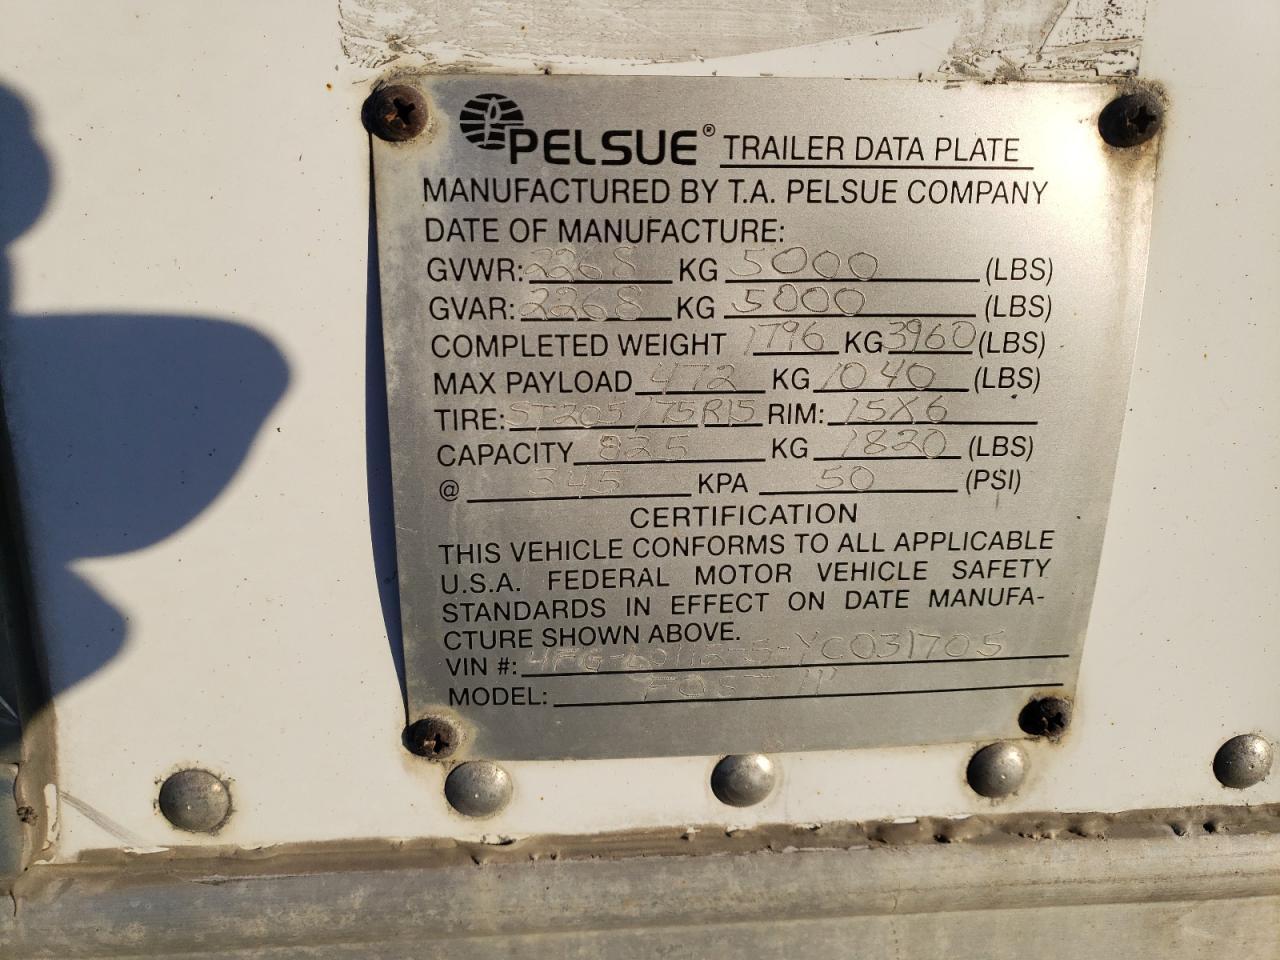 PELSUE® TRAILER DATA PLATE
MANUFACTURED BY T.A. PELSUE COMPANY
DATE OF MANUFACTURE:
GVWR: 2268 KG 5000 (LBS)
GVAR: 2268 KG 5000 (LBS)
COMPLETED WEIGHT 1796 KG 3960 (LBS)
MAX PAYLOAD 472 KG 1040 (LBS)
TIRE: ST205/75R15 RIM: 15X6
CAPACITY 825 KG 1820 (LBS)
@ 345 KPA 50 (PSI)
CERTIFICATION
THIS VEHICLE CONFORMS TO ALL APPLICABLE
U.S.A. FEDERAL MOTOR VEHICLE SAFETY
STANDARDS IN EFFECT ON DATE MANUFA-
CTURE SHOWN ABOVE.
VIN #:
MODEL: